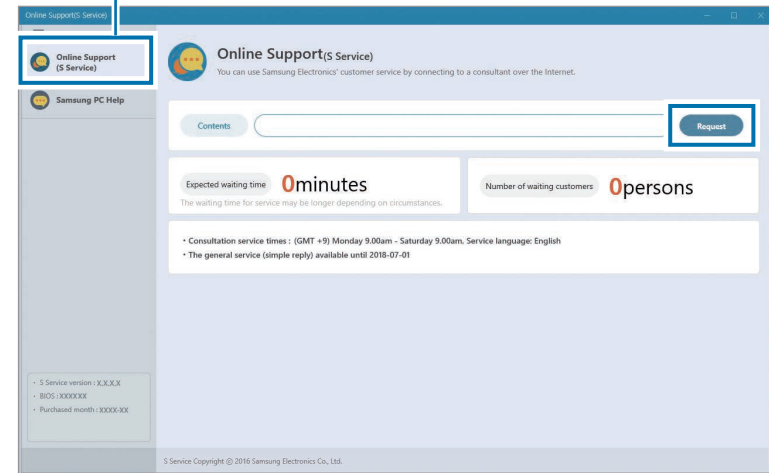 Online Support(S Service)
Online Support
(S Service)
Samsung PC Help
Online Support(S Service)
You can use Samsung Electronics' customer service by connecting to a consultant over the Internet.
Contents
Request
Expected waiting time 0minutes
The waiting time for service may be longer depending on circumstances.
Number of waiting customers 0persons
• Consultation service times : (GMT +9) Monday 9.00am - Saturday 9.00am, Service language: English
• The general service (simple reply) available until 2018-07-01
• S Service version : X.X.X.X
• BIOS : XXXXXX
• Purchased month : XXXX-XX
S Service Copyright ⓒ 2016 Samsung Electronics Co., Ltd.